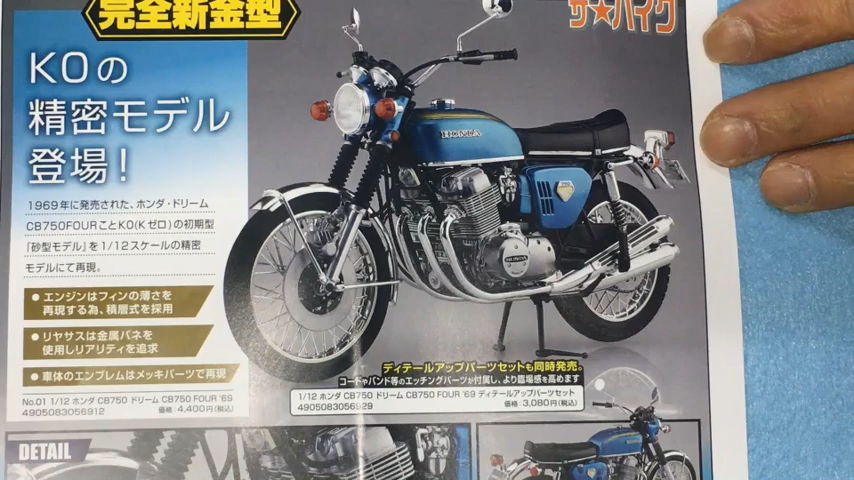 完全新金型
ザ★バイク
K0の
精密モデル
登場！
1969年に発売された、ホンダ・ドリーム
CB750FOURことK0(Kゼロ)の初期型
「砂型モデル」を1/12スケールの精密
モデルにて再現。
● エンジンはフィンの薄さを
再現する為、積層式を採用
● リヤサスは金属バネを
使用しリアリティを追求
● 車体のエンブレムはメッキパーツで再現
No.01 1/12 ホンダ CB750 ドリーム CB750 FOUR '69
4905083056912 価格：4,400円(税込)
HONDA
HONDA
ディテールアップパーツセットも同時発売。
コードやバンド等のエッチングパーツが付属し、より臨場感を高めます
1/12 ホンダ CB750 ドリーム CB750 FOUR '69 ディテールアップパーツセット
4905083056929 価格：3,080円(税込)
DETAIL